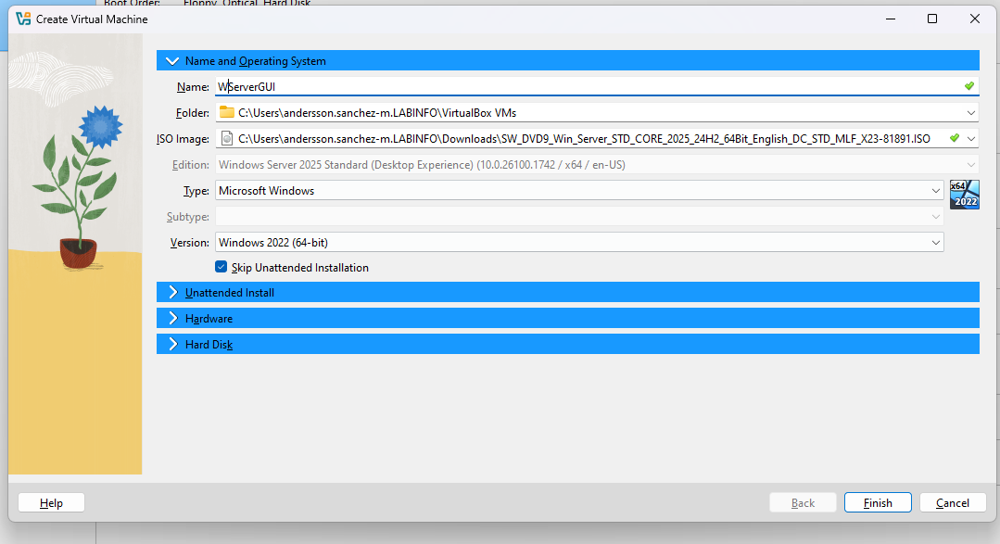 Boot Order: Floppy, Optical, Hard Disk
Create Virtual Machine
Name and Operating System
Name: WServerGUI
Folder: C:\Users\andersson.sanchez-m.LABINFO\VirtualBox VMs
ISO Image: C:\Users\andersson.sanchez-m.LABINFO\Downloads\SW_DVD9_Win_Server_STD_CORE_2025_24H2_64Bit_English_DC_STD_MLF_X23-81891.ISO
Edition: Windows Server 2025 Standard (Desktop Experience) (10.0.26100.1742 / x64 / en-US)
Type: Microsoft Windows
x64
2022
Subtype:
Version: Windows 2022 (64-bit)
Skip Unattended Installation
Unattended Install
Hardware
Hard Disk
Help
Back
Finish
Cancel